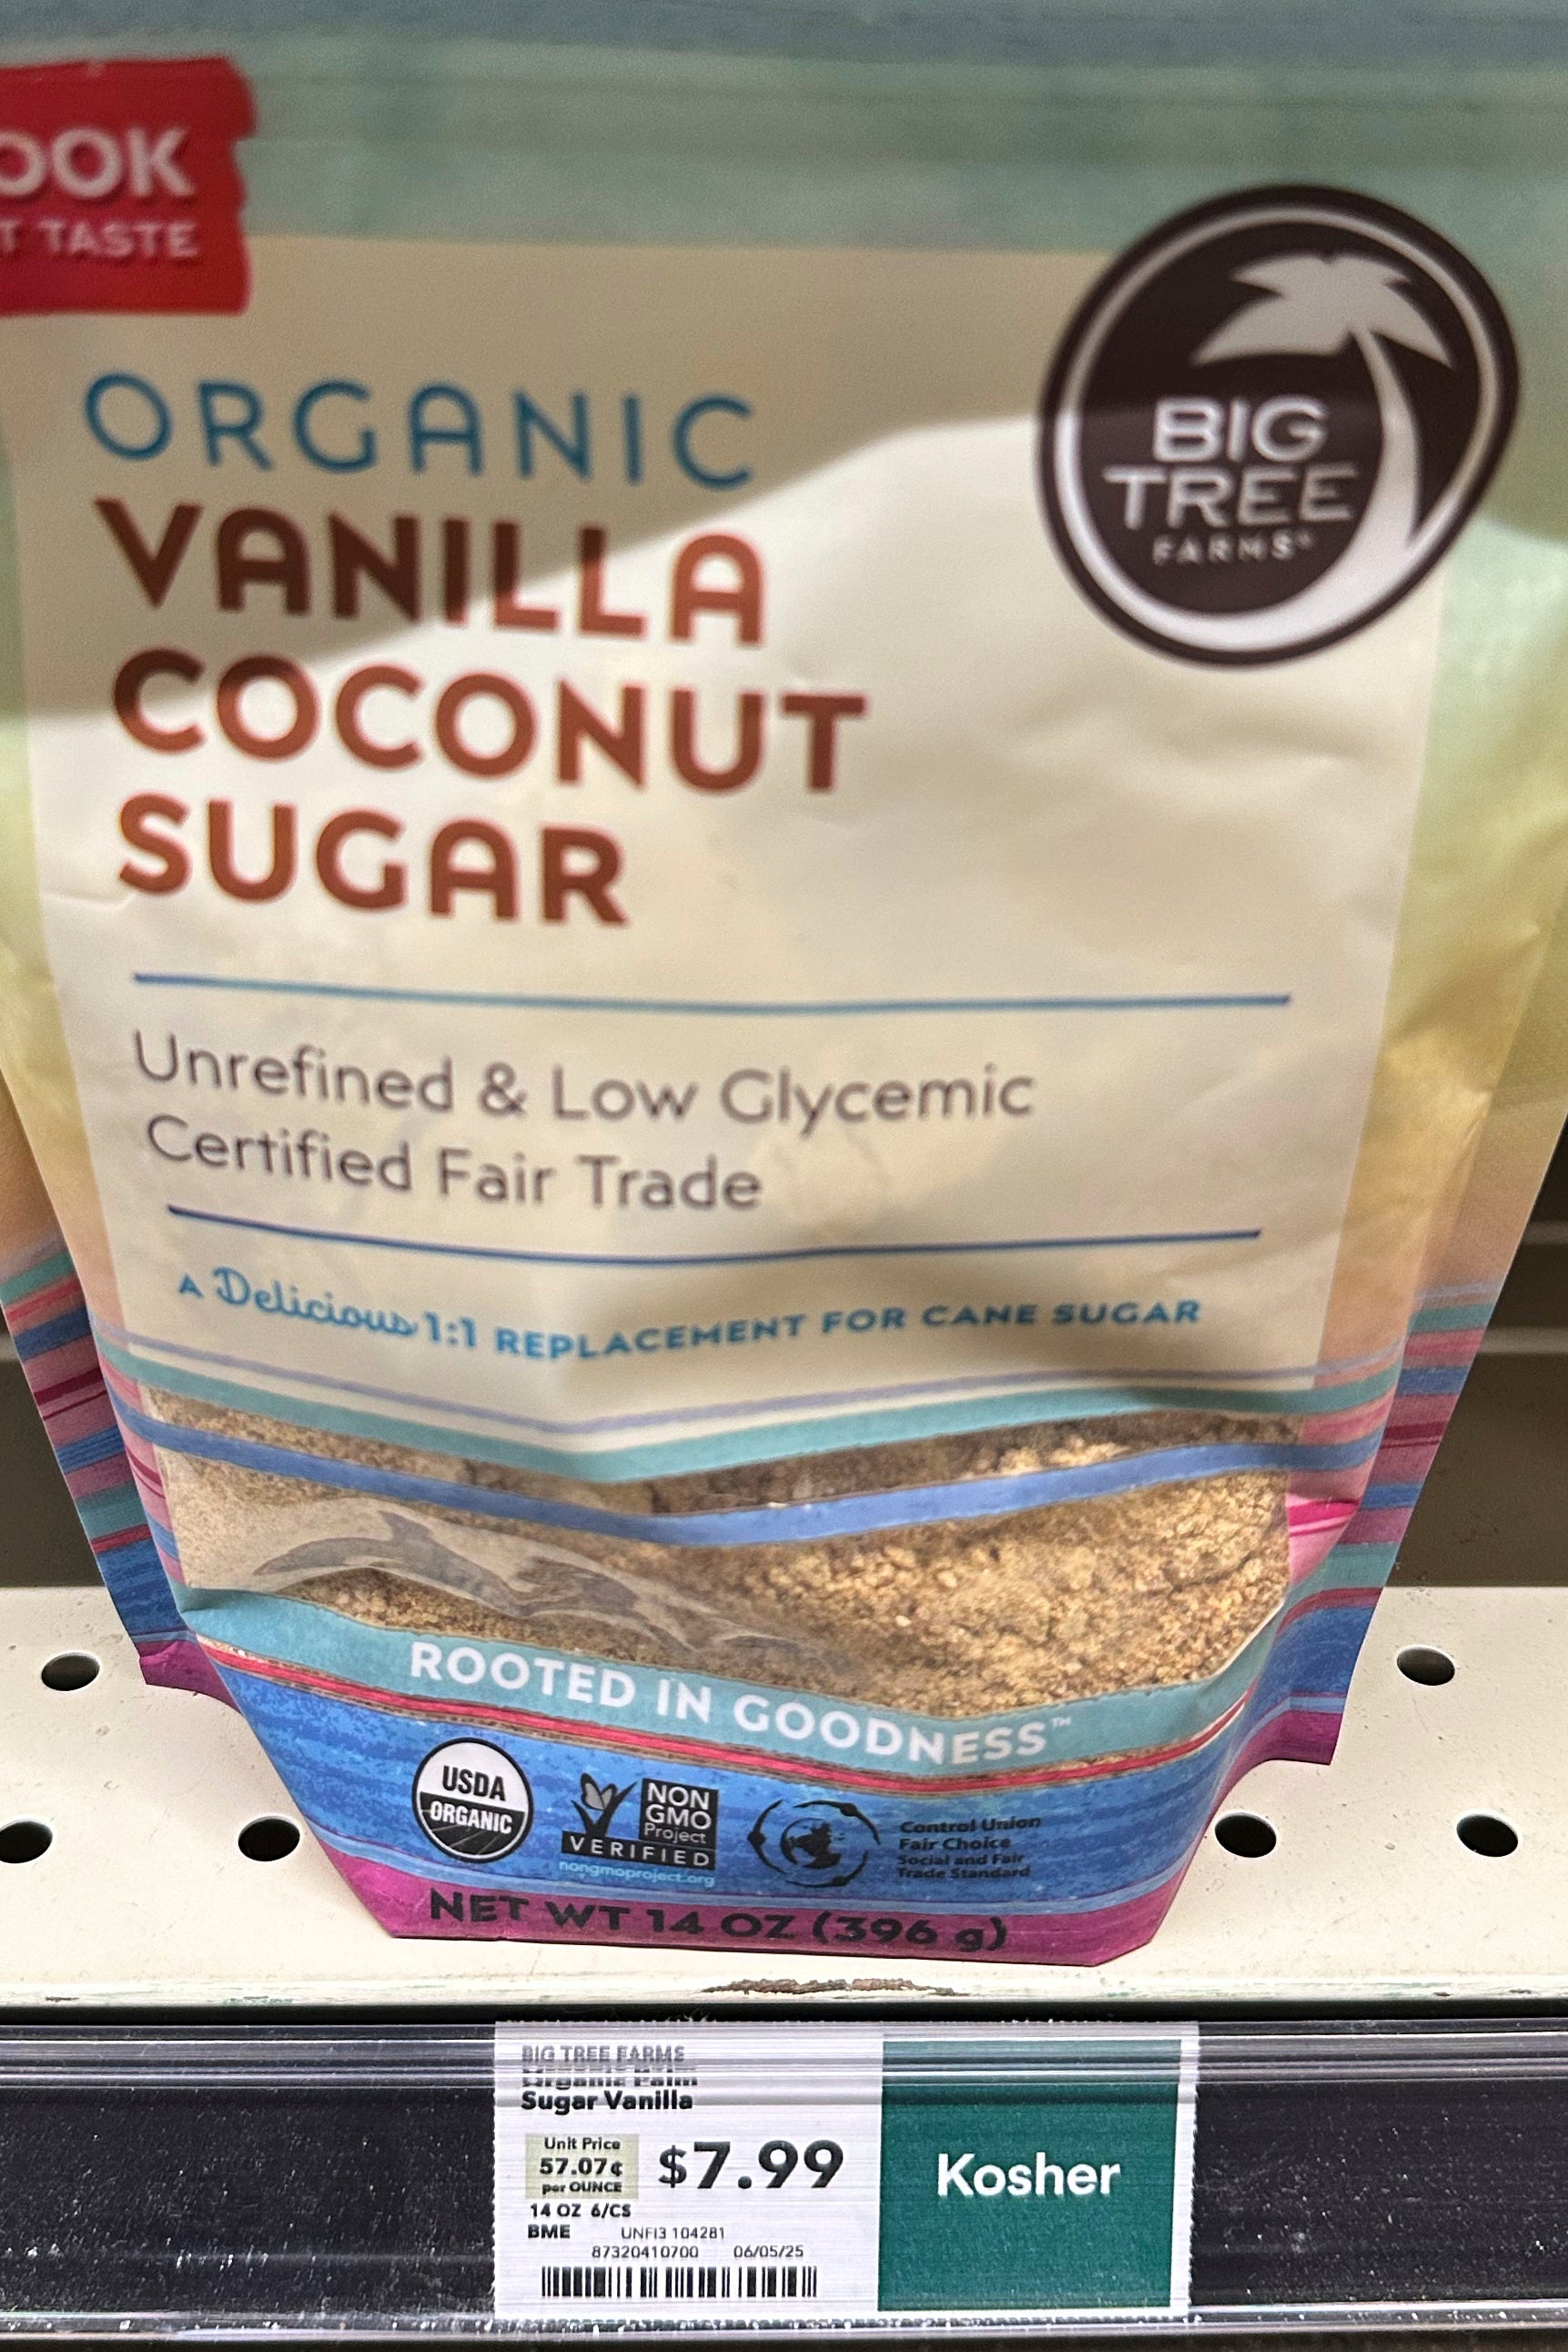 OOK
T TASTE
ORGANIC
VANILLA
COCONUT
SUGAR
BIG
TREE
FARMS®
Unrefined & Low Glycemic
Certified Fair Trade
A Delicious 1:1 REPLACEMENT FOR CANE SUGAR
ROOTED IN GOODNESS™
USDA
ORGANIC
NON
GMO
Project
VERIFIED
nongmoproject.org
Control Union
Fair Choice
Social and Fair
Trade Standard
NET WT 14 OZ (396 g)
BIG TREE FARMS
Organic Palm
Sugar Vanilla
Unit Price
57.07¢
per OUNCE
$7.99
14 OZ 6/CS
BME UNFI3 104281
87320410700 06/05/25
Kosher